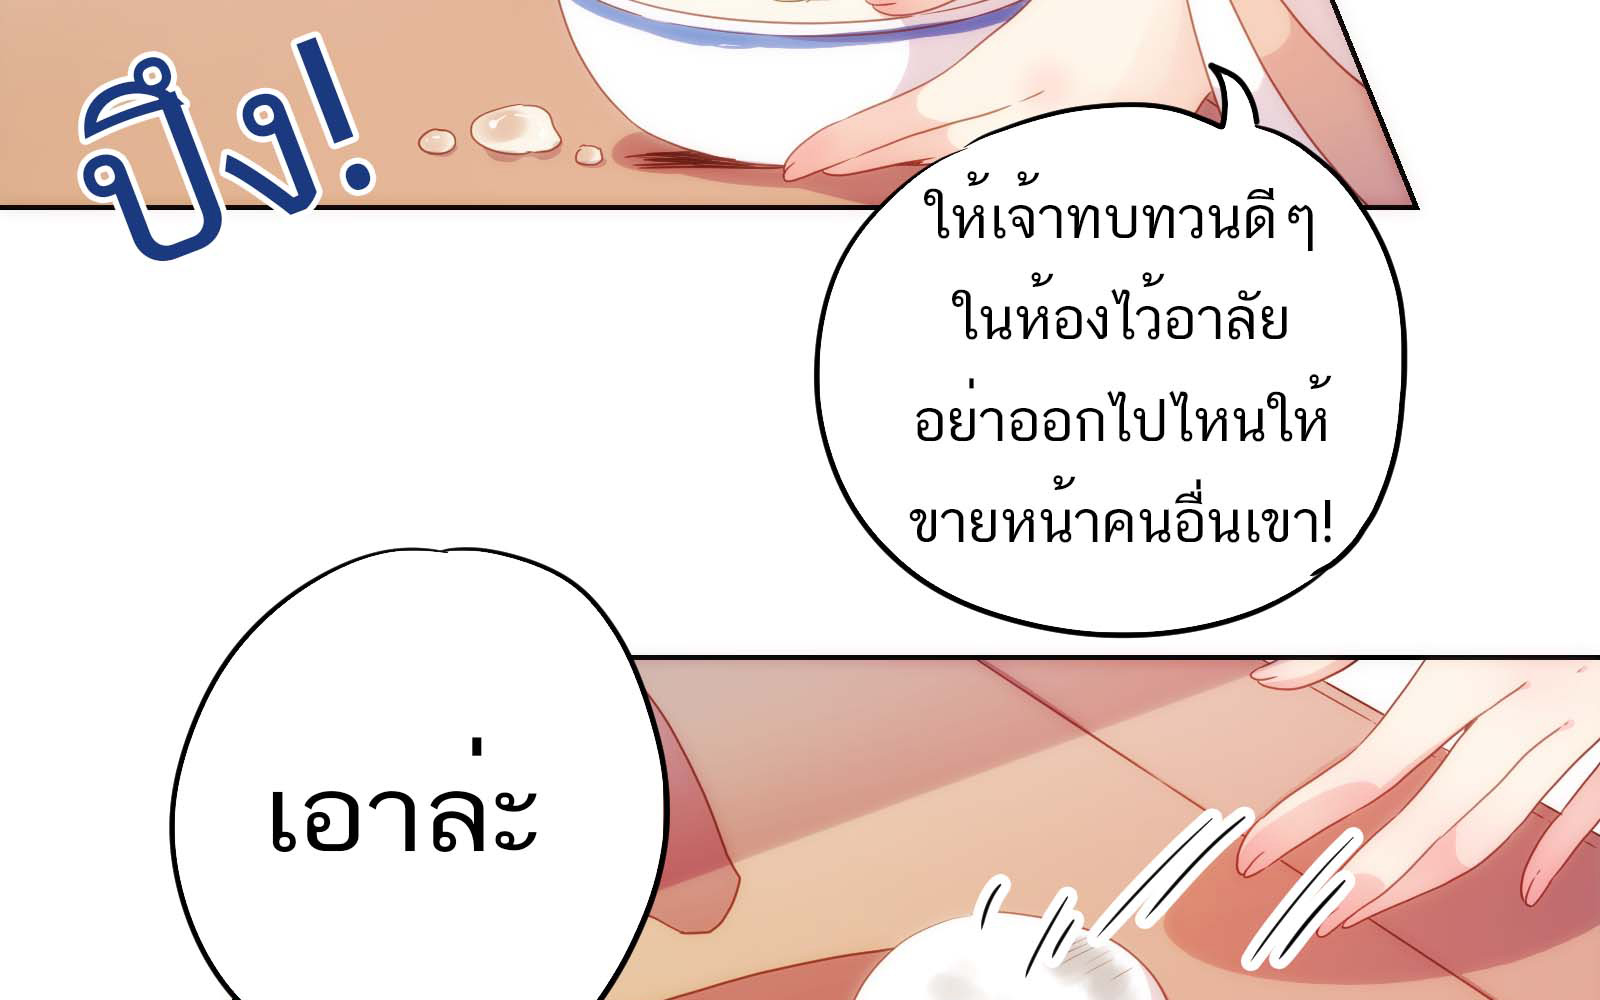 ปึง!
ให้เจ้าทบทวนดีๆ
ในห้องไว้อาลัย
อย่าออกไปไหนให้
ขายหน้าคนอื่นเขา!
เอาล่ะ